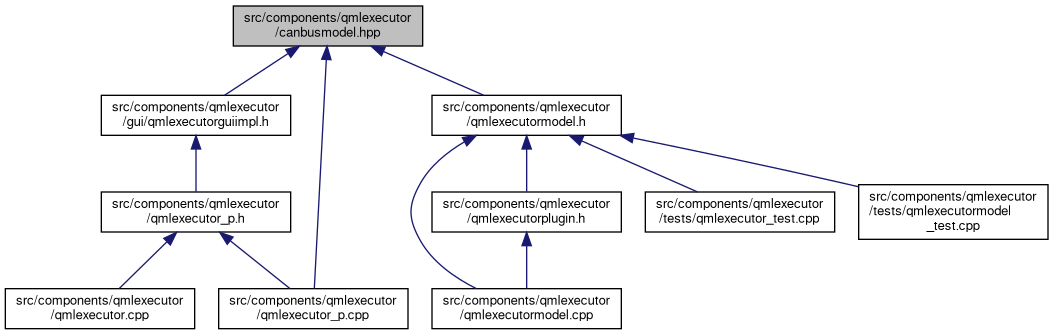 src/components/qmlexecutor
/canbusmodel.hpp
src/components/qmlexecutor
/gui/qmlexecutorguiimpl.h
src/components/qmlexecutor
/qmlexecutormodel.h
src/components/qmlexecutor
/qmlexecutor_p.h
src/components/qmlexecutor
/qmlexecutorplugin.h
src/components/qmlexecutor
/tests/qmlexecutor_test.cpp
src/components/qmlexecutor
/tests/qmlexecutormodel
_test.cpp
src/components/qmlexecutor
/qmlexecutor.cpp
src/components/qmlexecutor
/qmlexecutor_p.cpp
src/components/qmlexecutor
/qmlexecutormodel.cpp